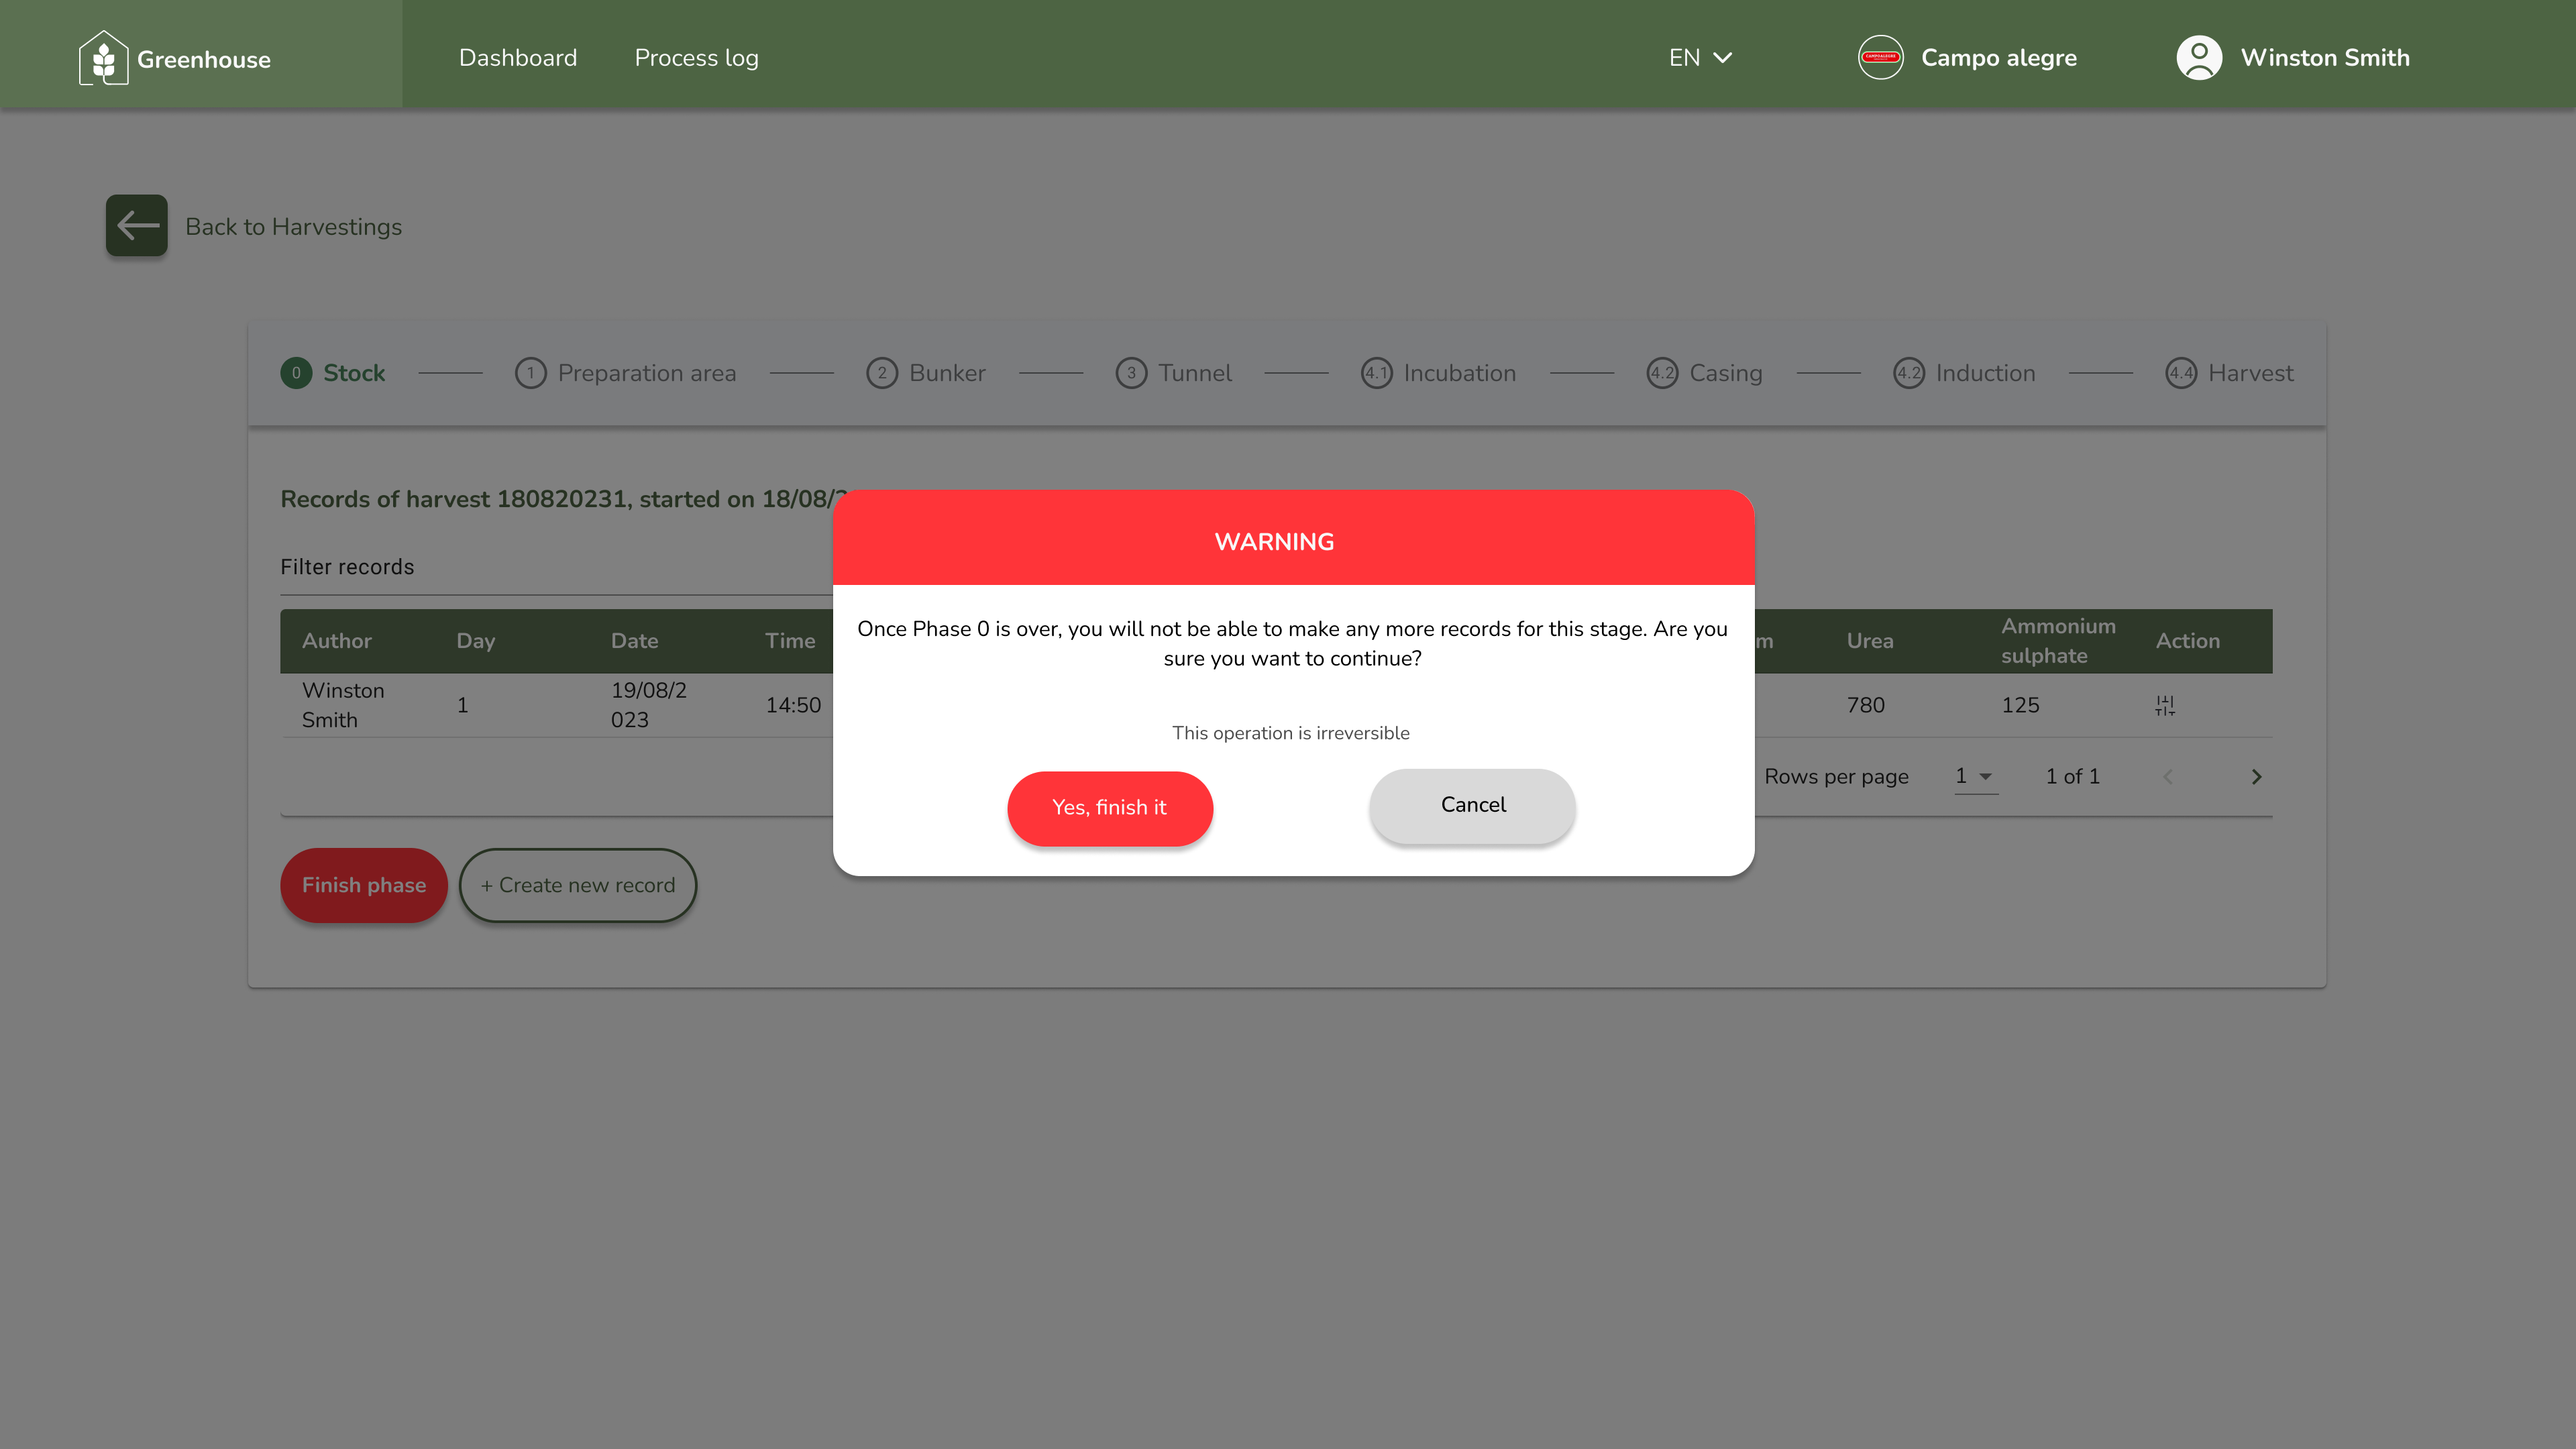 Greenhouse
Dashboard
Process log
EN
CAMPOALEGRE
Campo alegre
Winston Smith
Back to Harvestings
0 Stock
1 Preparation area
2 Bunker
3 Tunnel
4.1 Incubation
4.2 Casing
4.2 Induction
4.4 Harvest
Records of harvest 180820231, started on 18/08/2
WARNING
Filter records
Once Phase 0 is over, you will not be able to make any more records for this stage. Are you
sure you want to continue?
This operation is irreversible
Yes, finish it
Cancel
Author
Day
Date
Time
m
Urea
Ammonium
sulphate
Action
Winston
Smith
1
19/08/2
023
14:50
780
125
Rows per page
1
1 of 1
Finish phase
+ Create new record